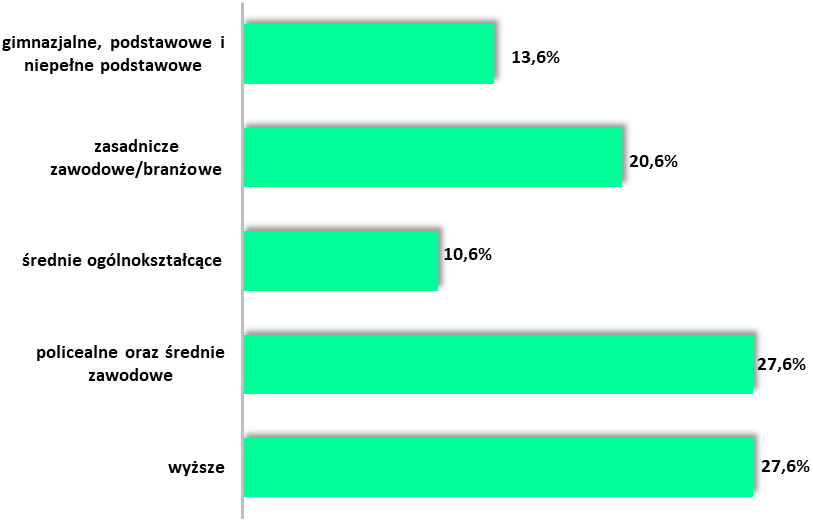 gimnazjalne, podstawowe i
niepełne podstawowe
13,6%
zasadnicze
zawodowe/branżowe
20,6%
średnie ogólnokształcące
10,6%
policealne oraz średnie
zawodowe
27,6%
wyższe
27,6%